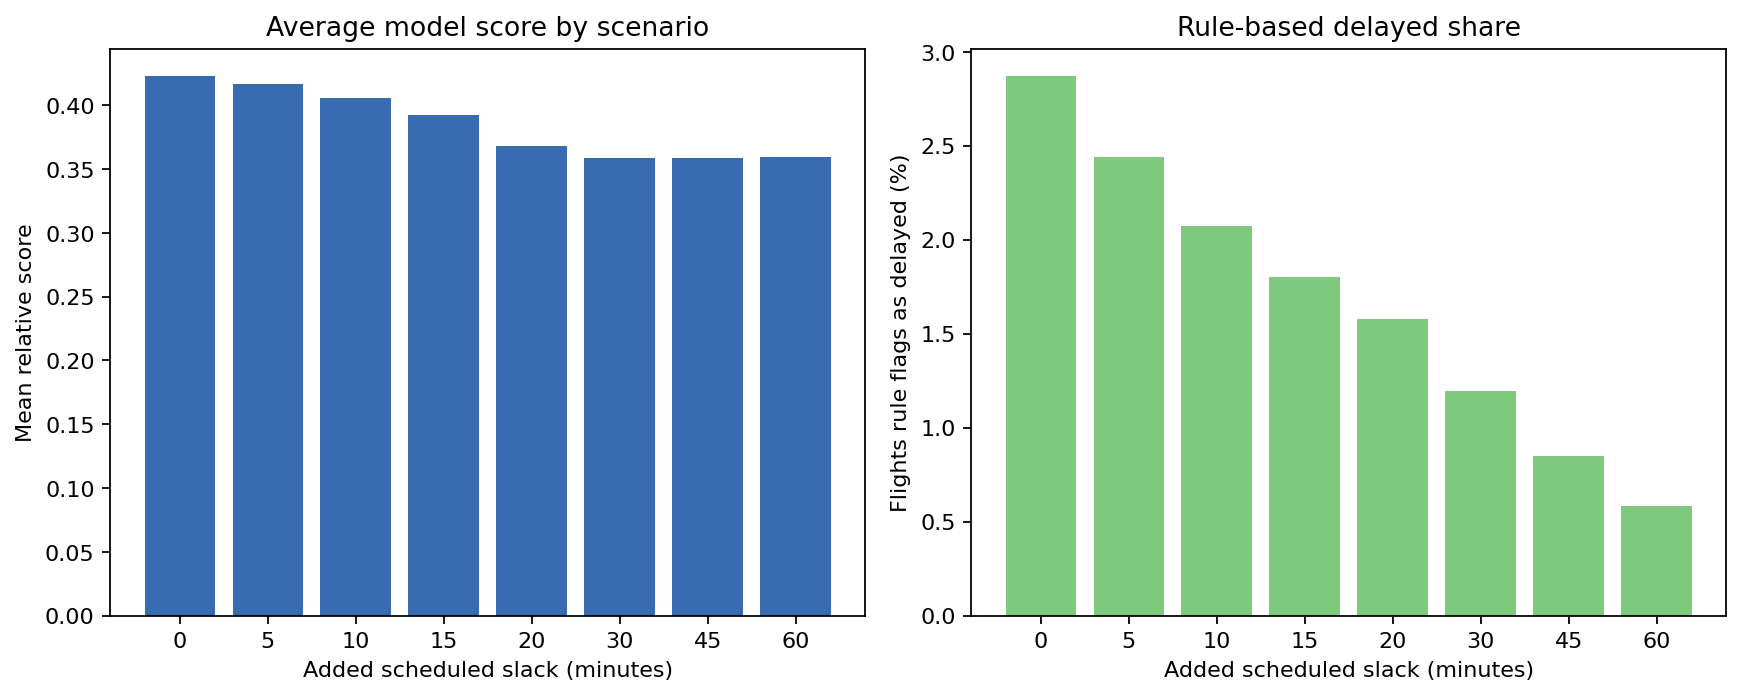 Average model score by scenario
Mean relative score
0.40
0.35
0.30
0.25
0.20
0.15
0.10
0.05
0.00
0 5 10 15 20 30 45 60
Added scheduled slack (minutes)
Rule-based delayed share
Flights rule flags as delayed (%)
3.0
2.5
2.0
1.5
1.0
0.5
0.0
0 5 10 15 20 30 45 60
Added scheduled slack (minutes)